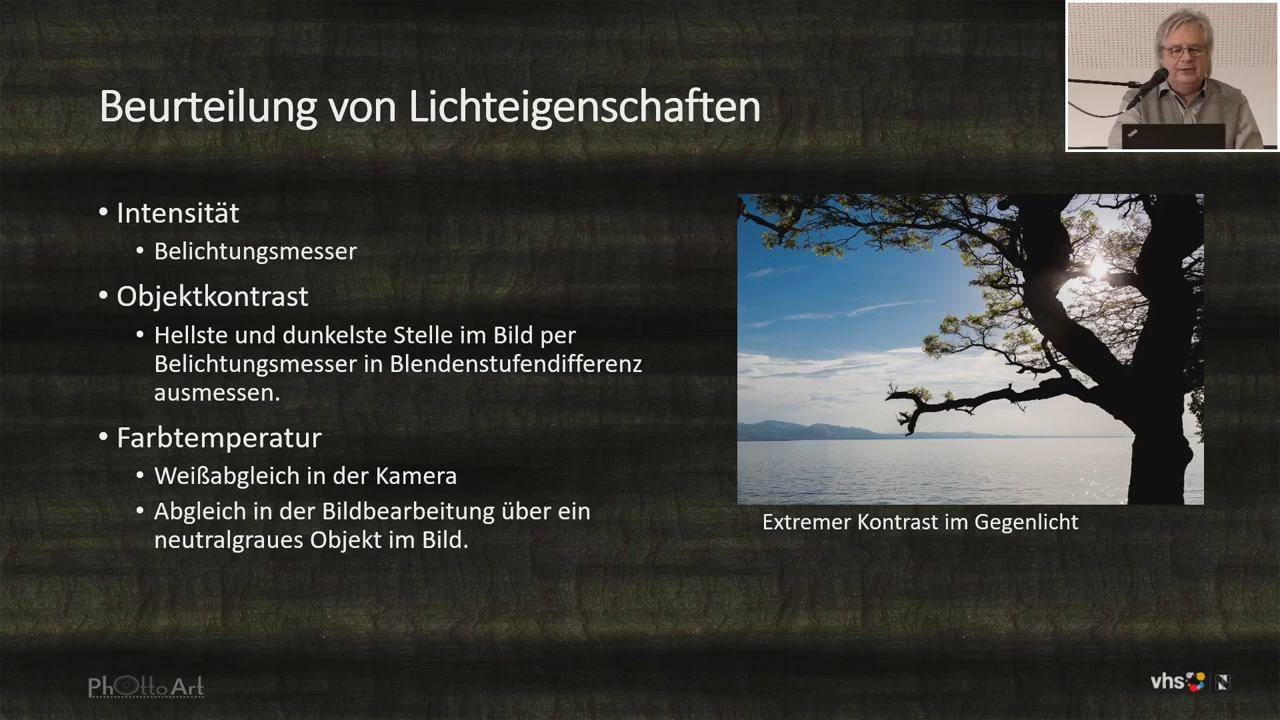 Beurteilung von Lichteigenschaften
• Intensität
• Belichtungsmesser
• Objektkontrast
• Hellste und dunkelste Stelle im Bild per
Belichtungsmesser in Blendenstufendifferenz
ausmessen.
• Farbtemperatur
• Weißabgleich in der Kamera
• Abgleich in der Bildbearbeitung über ein
neutralgraues Objekt im Bild.
Extremer Kontrast im Gegenlicht
PhOttoArt
vhs
N